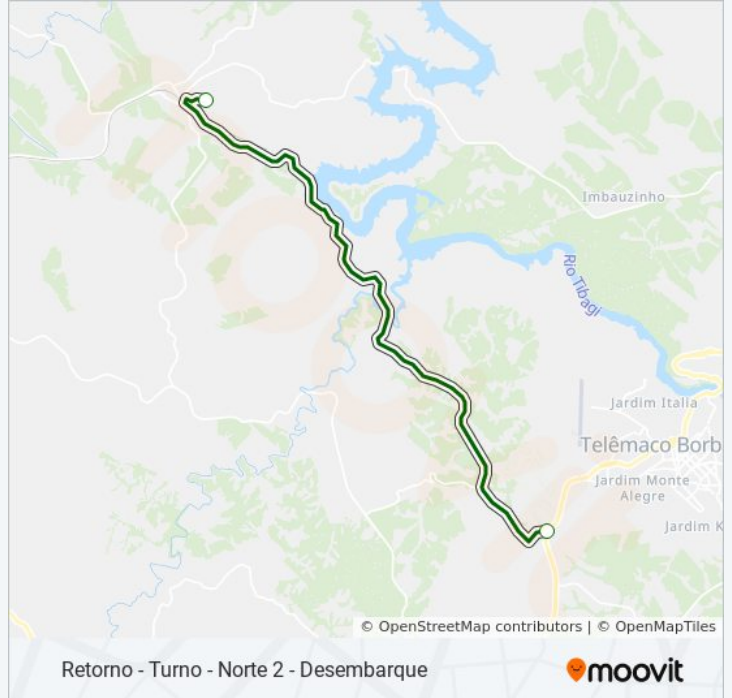 Imbauzinho
Rio Tibagi
Jardim Itália
Telêmaco Borb
Jardim Monte
Alegre
Jardim K
© OpenStreetMap contributors | © OpenMapTiles
Retorno - Turno - Norte 2 - Desembarque
moovit